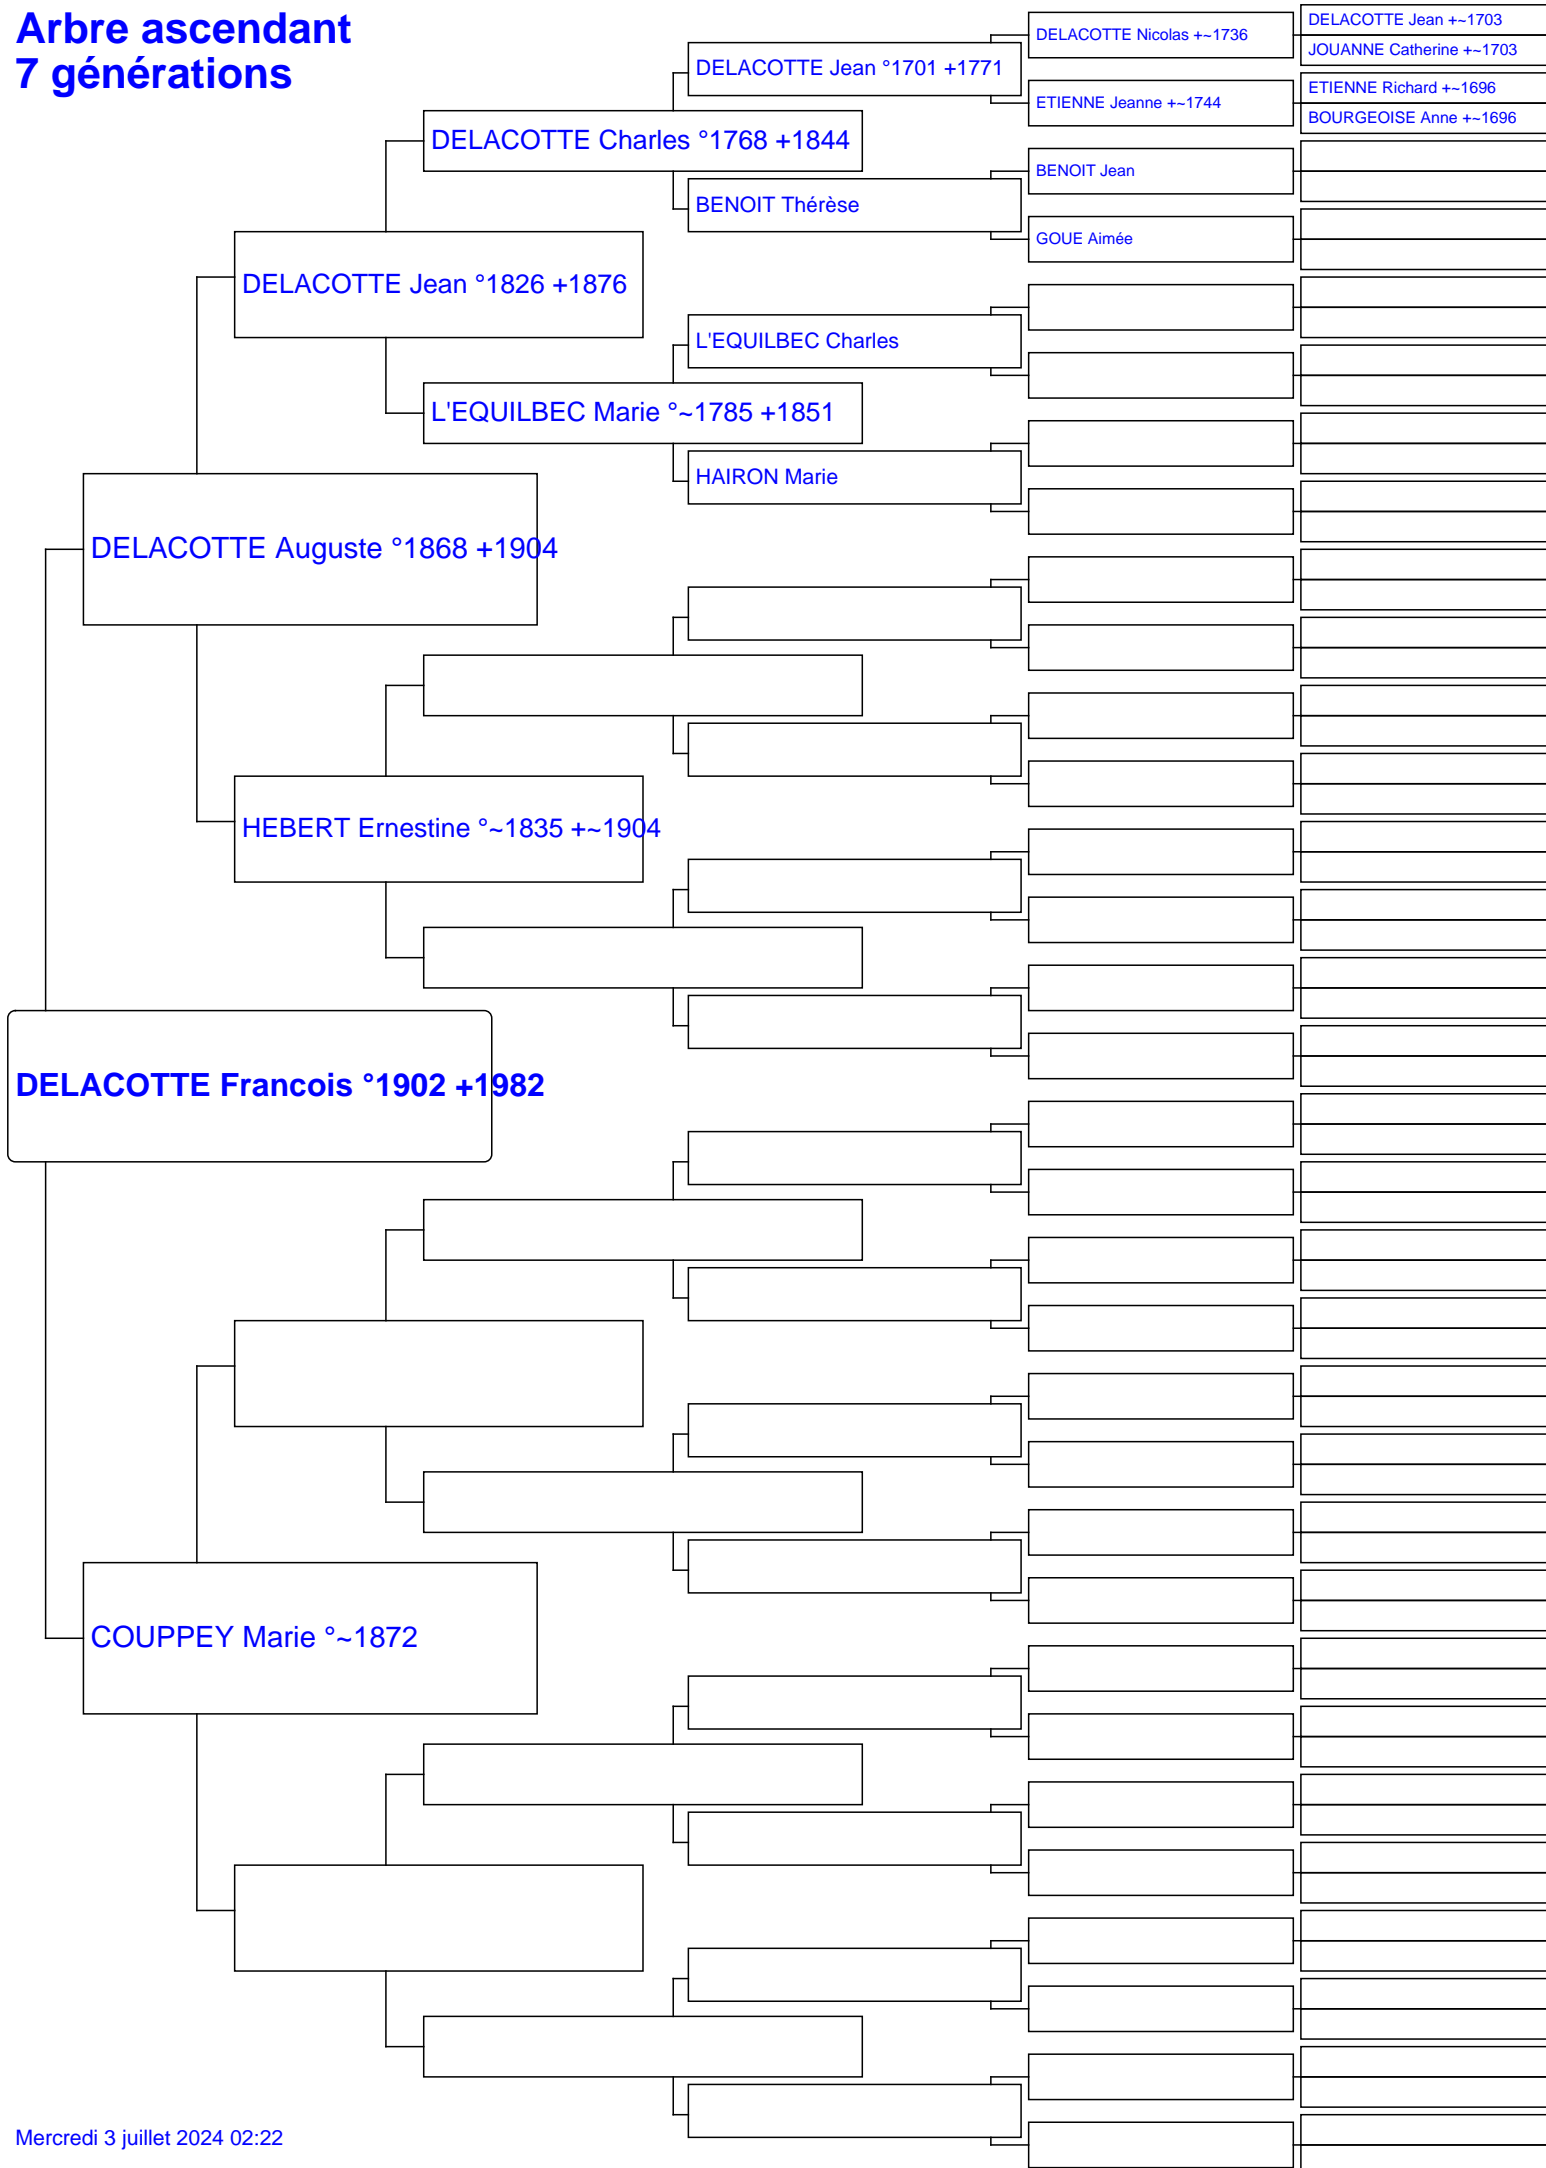 Arbre ascendant
7 générations
DELACOTTE Nicolas +~1736
DELACOTTE Jean +~1703
JOUANNE Catherine +~1703
DELACOTTE Jean °1701 +1771
ETIENNE Richard +~1696
ETIENNE Jeanne +~1744
BOURGEOISE Anne +~1696
DELACOTTE Charles °1768 +1844
BENOIT Jean
BENOIT Thérèse
GOUE Aimée
DELACOTTE Jean °1826 +1876
L'EQUILBEC Charles
L'EQUILBEC Marie °~1785 +1851
HAIRON Marie
DELACOTTE Auguste °1868 +1904
HEBERT Ernestine °~1835 +~1904
DELACOTTE Francois °1902 +1982
COUPPEY Marie °~1872
Mercredi 3 juillet 2024 02:22